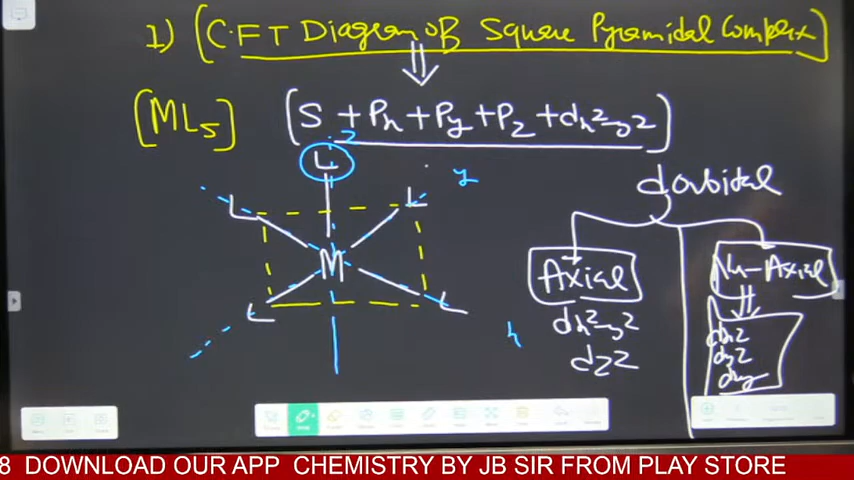 1) (C.F T Diagram of Square Pyramidal Complex)
[ML5] (S + Px + Py + Pz + dx²-y²)
z
L
y
L L
M
L L
x
d orbital
Axial
dx²-y²
dz²
Non-Axial
dxz
dyz
dxy
8 DOWNLOAD OUR APP CHEMISTRY BY JB SIR FROM PLAY STORE